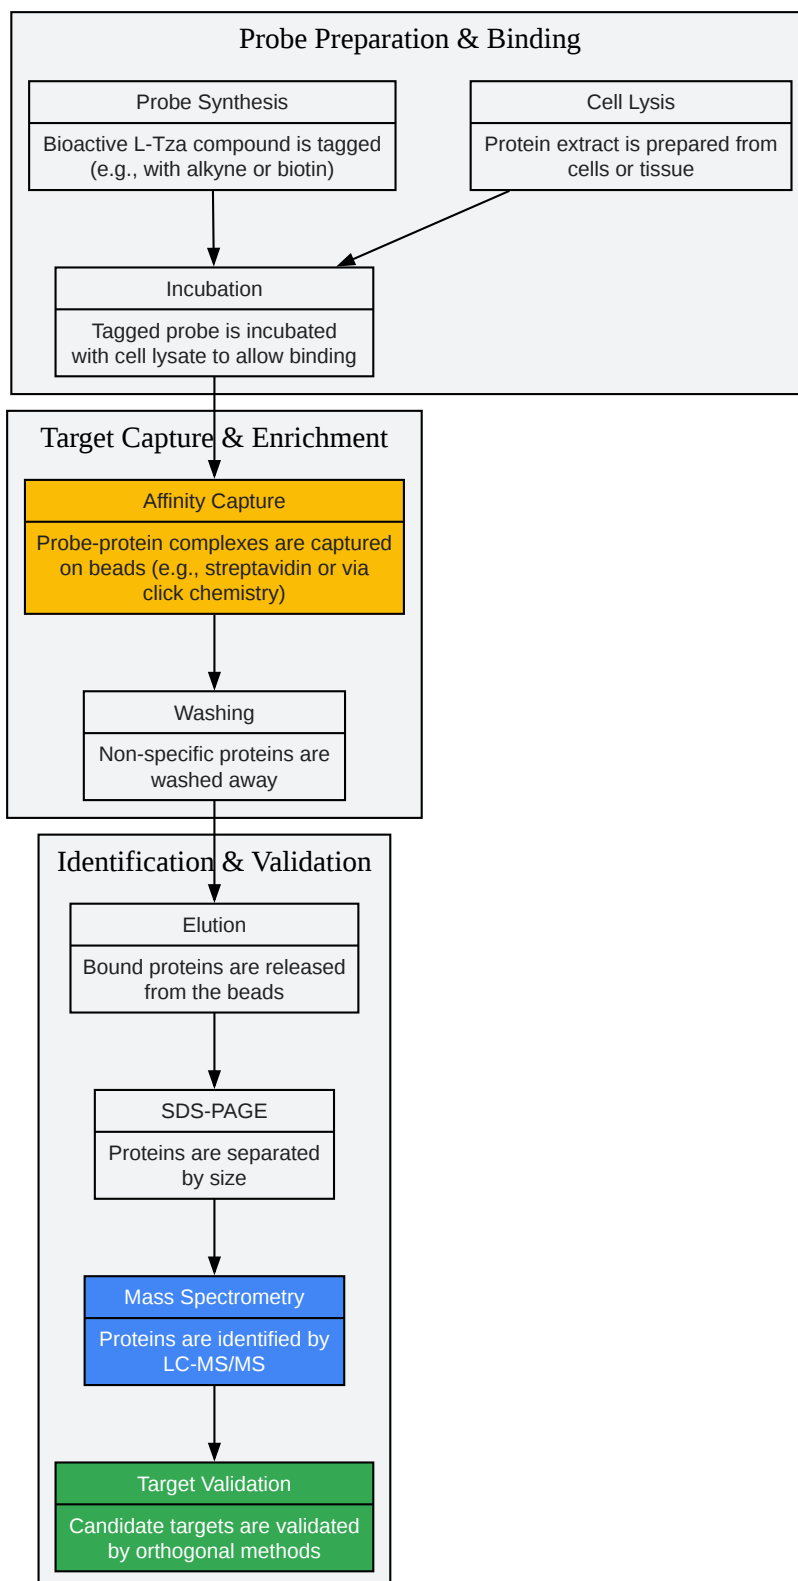 Probe Preparation & Binding
Probe Synthesis
Bioactive L-Tza compound is tagged
(e.g., with alkyne or biotin)
Cell Lysis
Protein extract is prepared from
cells or tissue
Incubation
Tagged probe is incubated
with cell lysate to allow binding
Target Capture & Enrichment
Affinity Capture
Probe-protein complexes are captured
on beads (e.g., streptavidin or via
click chemistry)
Washing
Non-specific proteins are
washed away
Identification & Validation
Elution
Bound proteins are released
from the beads
SDS-PAGE
Proteins are separated
by size
Mass Spectrometry
Proteins are identified by
LC-MS/MS
Target Validation
Candidate targets are validated
by orthogonal methods